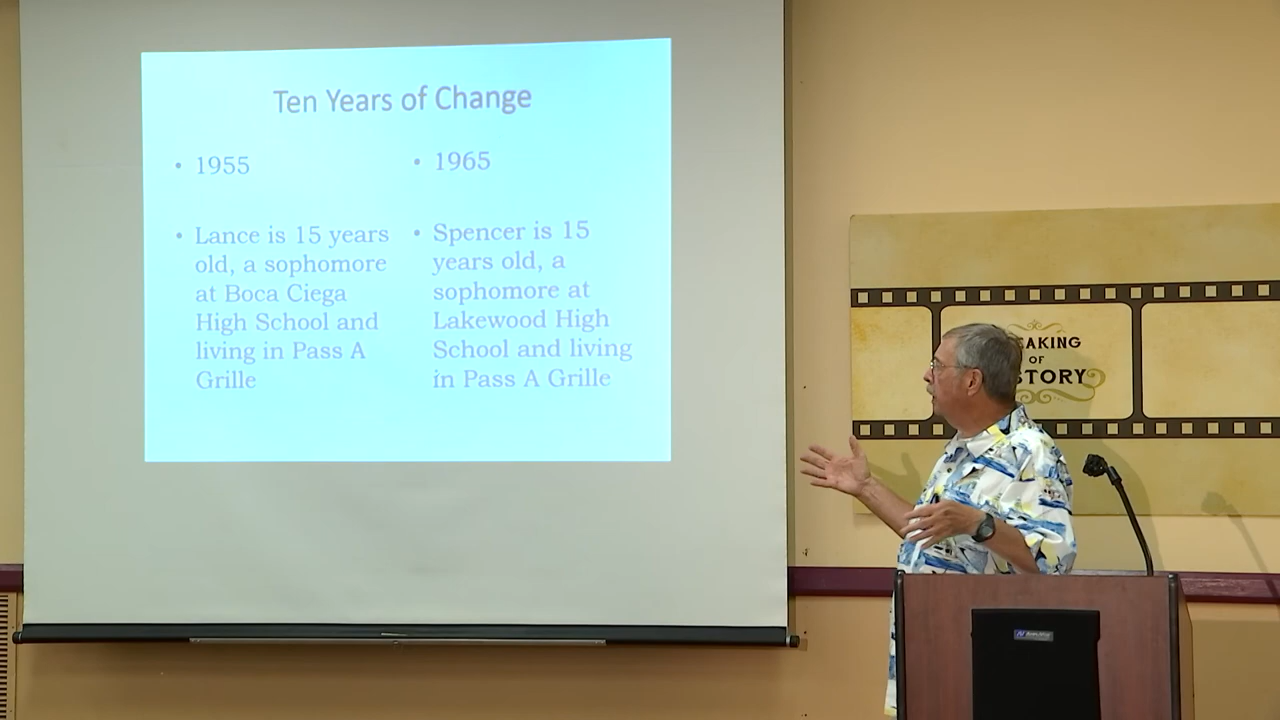 Ten Years of Change
• 1955
• Lance is 15 years
old, a sophomore
at Boca Ciega
High School and
living in Pass A
Grille
• 1965
• Spencer is 15
years old, a
sophomore at
Lakewood High
School and living
in Pass A Grille
EAKING
OF
STORY